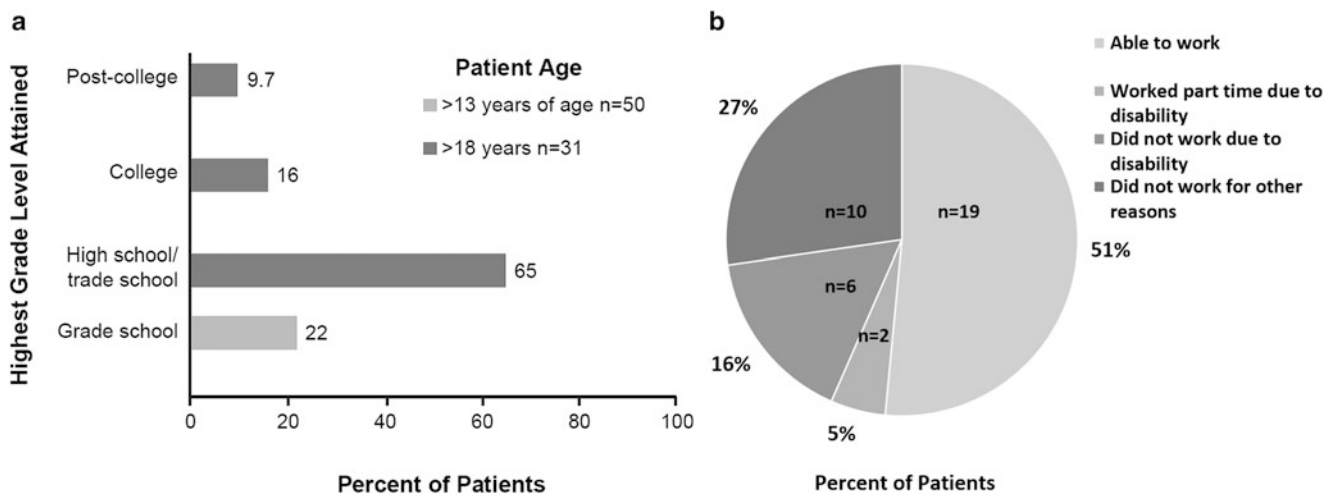 a
Highest Grade Level Attained
Post-college
9.7
College
16
High school/
trade school
65
Grade school
22
Patient Age
>13 years of age n=50
>18 years n=31
0 20 40 60 80 100
Percent of Patients
b
Able to work
Worked part time due to
disability
Did not work due to
disability
Did not work for other
reasons
27%
n=10
n=19
51%
n=6
n=2
16%
5%
Percent of Patients